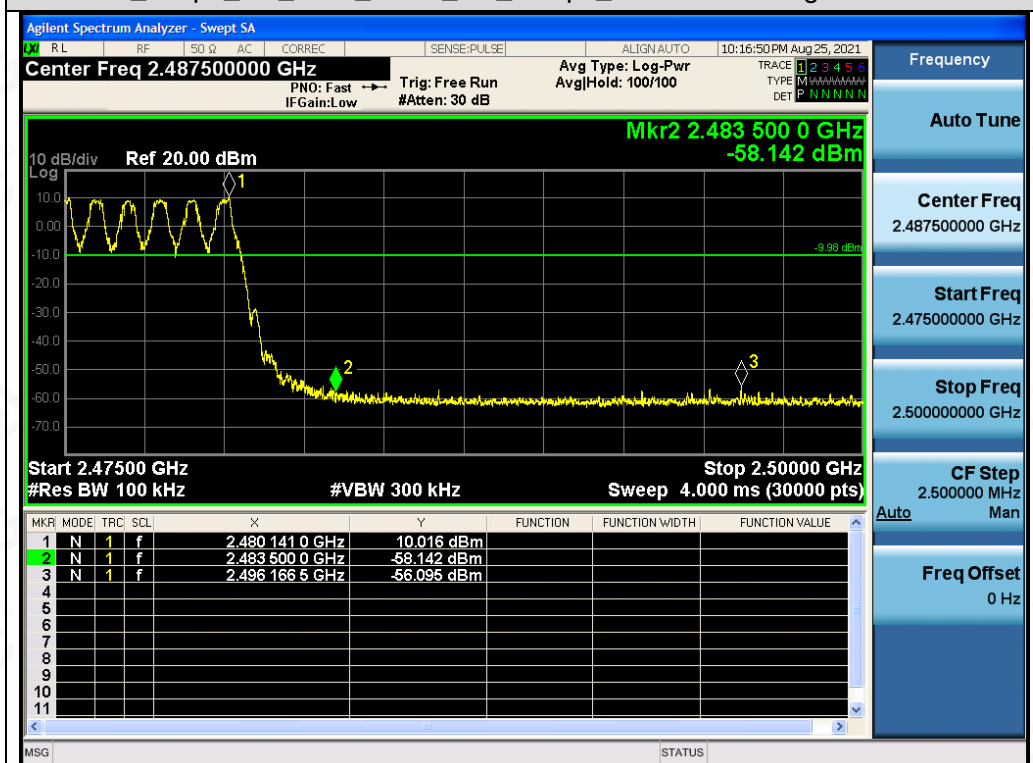 Agilent Spectrum Analyzer - Swept SA
LXI RL RF 50 Ω AC CORREC SENSE:PULSE ALIGN AUTO 10:16:50 PM Aug 25, 2021
Center Freq 2.487500000 GHz
PNO: Fast
IFGain:Low
Trig: Free Run
#Atten: 30 dB
Avg Type: Log-Pwr
Avg|Hold: 100/100
TRACE 1 2 3 4 5 6
TYPE M WWWWW
DET P N N N N N
Mkr2 2.483 500 0 GHz
-58.142 dBm
10 dB/div Ref 20.00 dBm
Log
10.0
0.00
-10.0
-20.0
-30.0
-40.0
-50.0
-60.0
-70.0
1
-9.98 dBm
2
3
Start 2.47500 GHz Stop 2.50000 GHz
#Res BW 100 kHz #VBW 300 kHz Sweep 4.000 ms (30000 pts)
MKR MODE TRC SCL X Y FUNCTION FUNCTION WIDTH FUNCTION VALUE
1 N 1 f 2.480 141 0 GHz 10.016 dBm
2 N 1 f 2.483 500 0 GHz -58.142 dBm
3 N 1 f 2.496 166 5 GHz -56.095 dBm
4
5
6
7
8
9
10
11
MSG STATUS
Frequency
Auto Tune
Center Freq
2.487500000 GHz
Start Freq
2.475000000 GHz
Stop Freq
2.500000000 GHz
CF Step
2.500000 MHz
Auto Man
Freq Offset
0 Hz